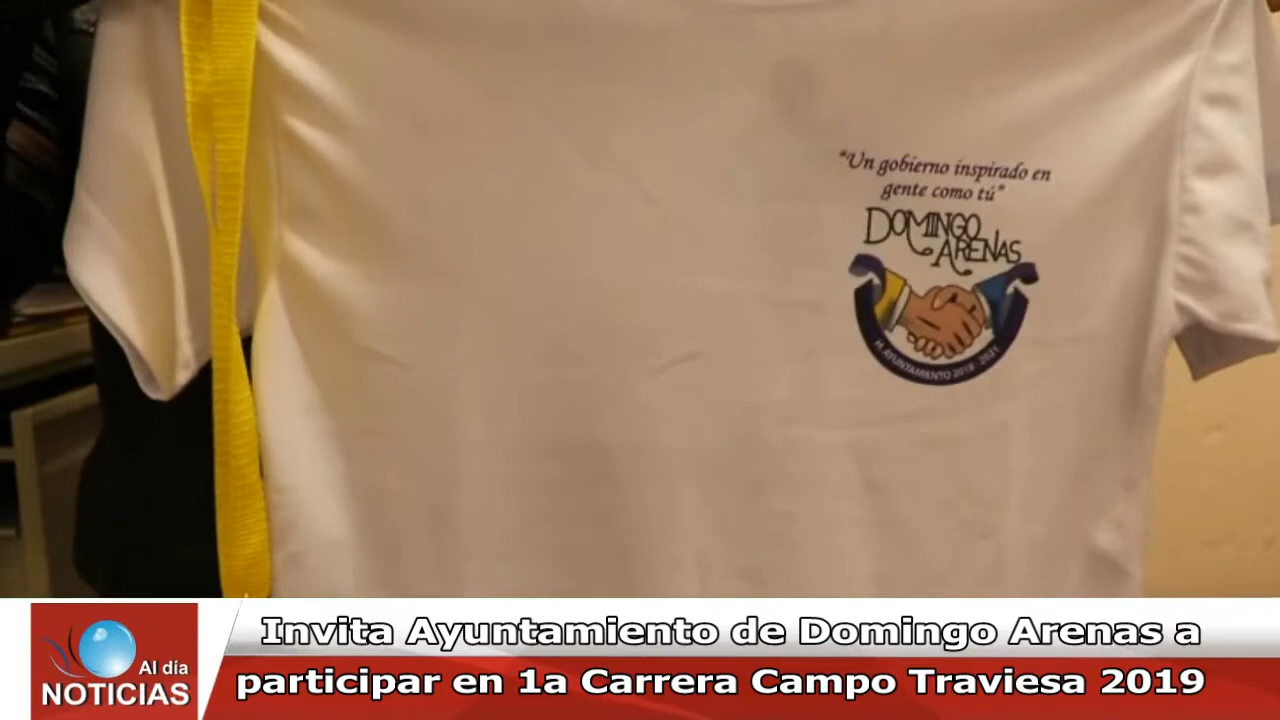 "Un gobierno inspirado en
gente como tú"
DOMINGO
ARENAS
H. AYUNTAMIENTO 2018 - 2021
Invita Ayuntamiento de Domingo Arenas a
participar en 1a Carrera Campo Traviesa 2019
Al día
NOTICIAS